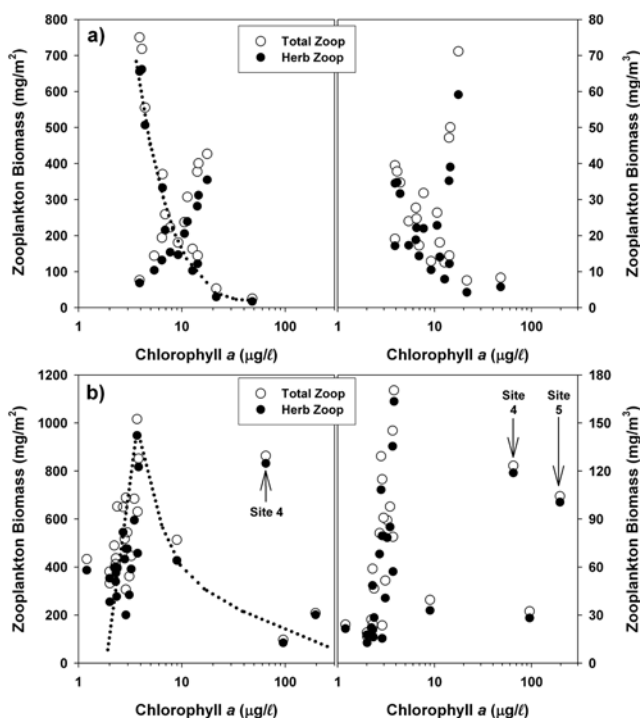 a)
Total Zoop
Herb Zoop
Zooplankton Biomass (mg/m²)
900
800
700
600
500
400
300
200
100
0
1
10
100
Chlorophyll a (µg/ℓ)
80
70
60
50
40
30
20
10
0
Zooplankton Biomass (mg/m³)
1
10
100
Chlorophyll a (µg/ℓ)
b)
Total Zoop
Herb Zoop
Zooplankton Biomass (mg/m²)
1200
1000
800
600
400
200
0
Site 4
1
10
100
Chlorophyll a (µg/ℓ)
Site
4
Site
5
180
150
120
90
60
30
0
Zooplankton Biomass (mg/m³)
1
10
100
Chlorophyll a (µg/ℓ)